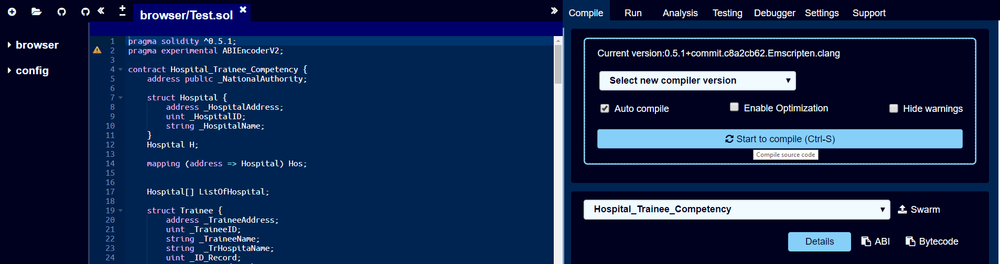 browser/Test.sol
browser
config
1 pragma solidity ^0.5.1;
2 pragma experimental ABIEncoderV2;
3
4 contract Hospital_Trainee_Competency {
5 address public _NationalAuthority;
6
7 struct Hospital {
8 address _HospitalAddress;
9 uint _HospitalID;
10 string _HospitalName;
11 }
12 Hospital H;
13
14 mapping (address => Hospital) Hos;
15
16
17 Hospital[] ListOfHospital;
18
19 struct Trainee {
20 address _TraineeAddress;
21 uint _TraineeID;
22 string _TraineeName;
23 string _TrHospitaName;
24 uint _ID_Record;
Compile Run Analysis Testing Debugger Settings Support
Current version:0.5.1+commit.c8a2cb62.Emscripten.clang
Select new compiler version
Auto compile Enable Optimization Hide warnings
Start to compile (Ctrl-S)
Compile source code
Hospital_Trainee_Competency Swarm
Details ABI Bytecode